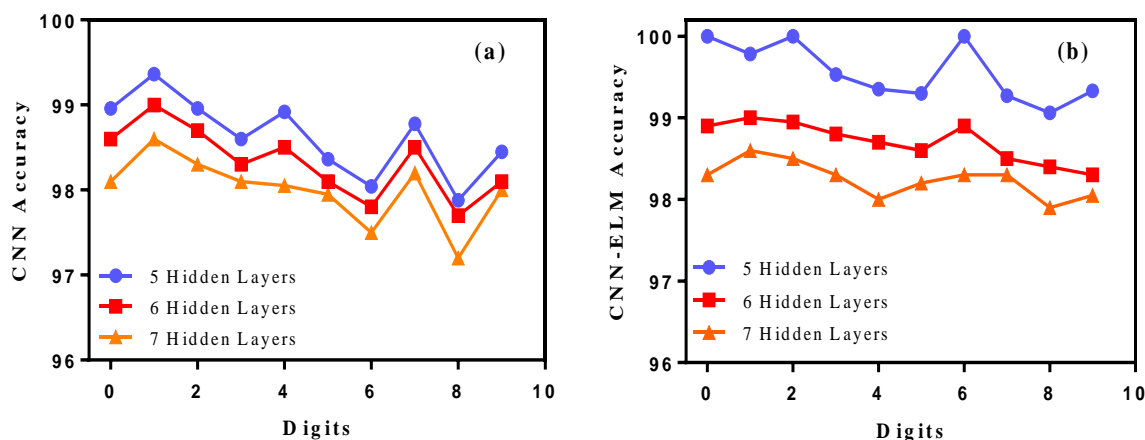 (a)
CNN Accuracy
100
99
98
97
96
5 Hidden Layers
6 Hidden Layers
7 Hidden Layers
0 2 4 6 8 10
Digits
(b)
CNN-ELM Accuracy
100
99
98
97
96
5 Hidden Layers
6 Hidden Layers
7 Hidden Layers
0 2 4 6 8 10
Digits